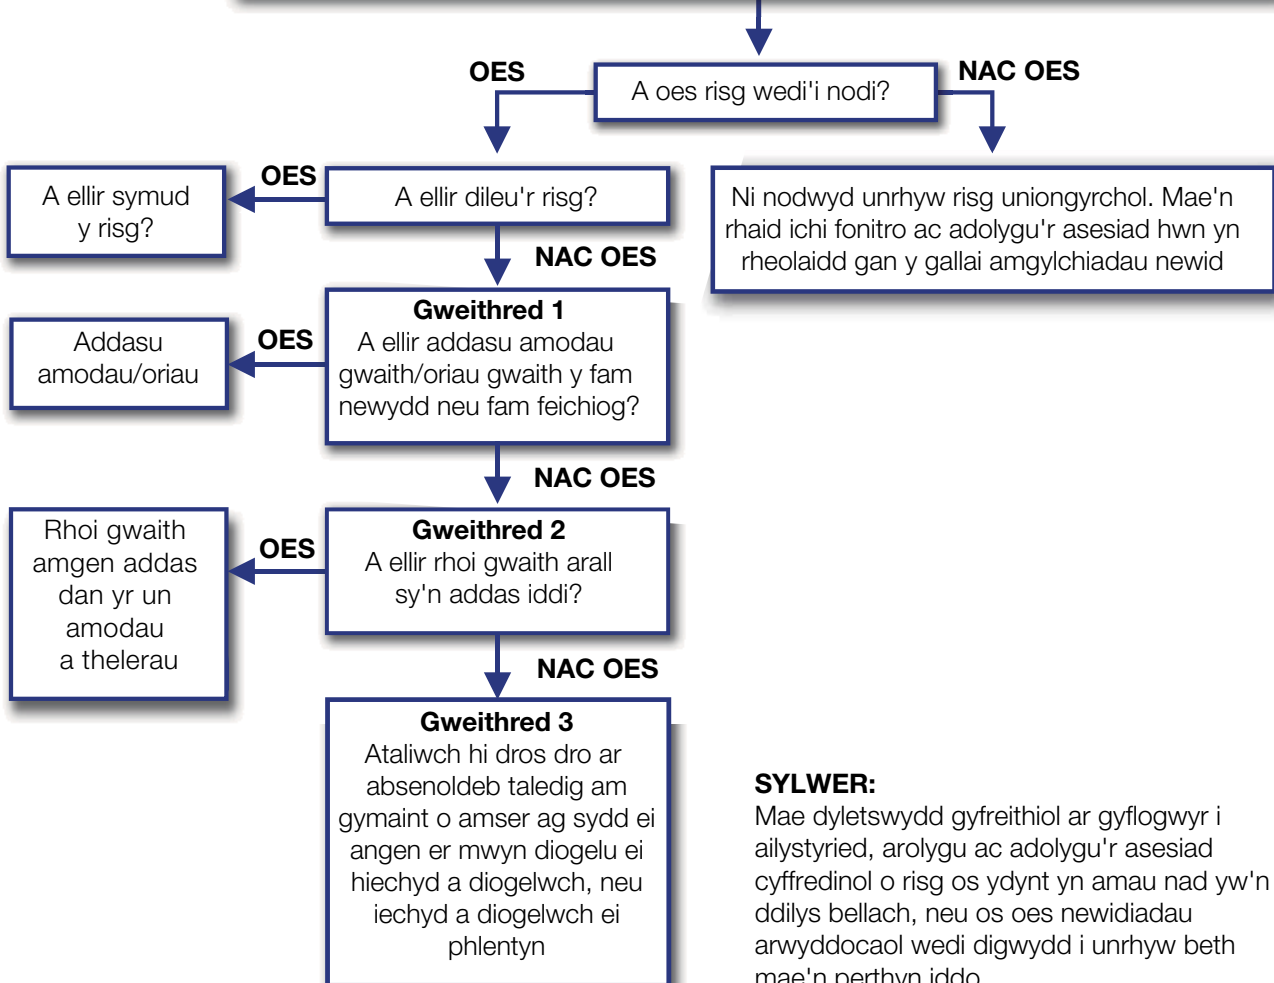 OES
NAC OES
A oes risg wedi'i nodi?
OES
A ellir symud
y risg?
A ellir dileu'r risg?
Ni nodwyd unrhyw risg uniongyrchol. Mae'n
rhaid ichi fonitro ac adolygu'r asesiad hwn yn
rheolaidd gan y gallai amgylchiadau newid
NAC OES
Gweithred 1
A ellir addasu amodau
gwaith/oriau gwaith y fam
newydd neu fam feichiog?
OES
Addasu
amodau/oriau
NAC OES
Gweithred 2
A ellir rhoi gwaith arall
sy'n addas iddi?
OES
Rhoi gwaith
amgen addas
dan yr un
amodau
a thelerau
NAC OES
Gweithred 3
Ataliwch hi dros dro ar
absenoldeb taledig am
gymaint o amser ag sydd ei
angen er mwyn diogelu ei
hiechyd a diogelwch, neu
iechyd a diogelwch ei
phlentyn
SYLWER:
Mae dyletswydd gyfreithiol ar gyflogwyr i
ailystyried, arolygu ac adolygu'r asesiad
cyffredinol o risg os ydynt yn amau nad yw'n
ddilys bellach, neu os oes newidiadau
arwyddocaol wedi digwydd i unrhyw beth
mae'n perthyn iddo